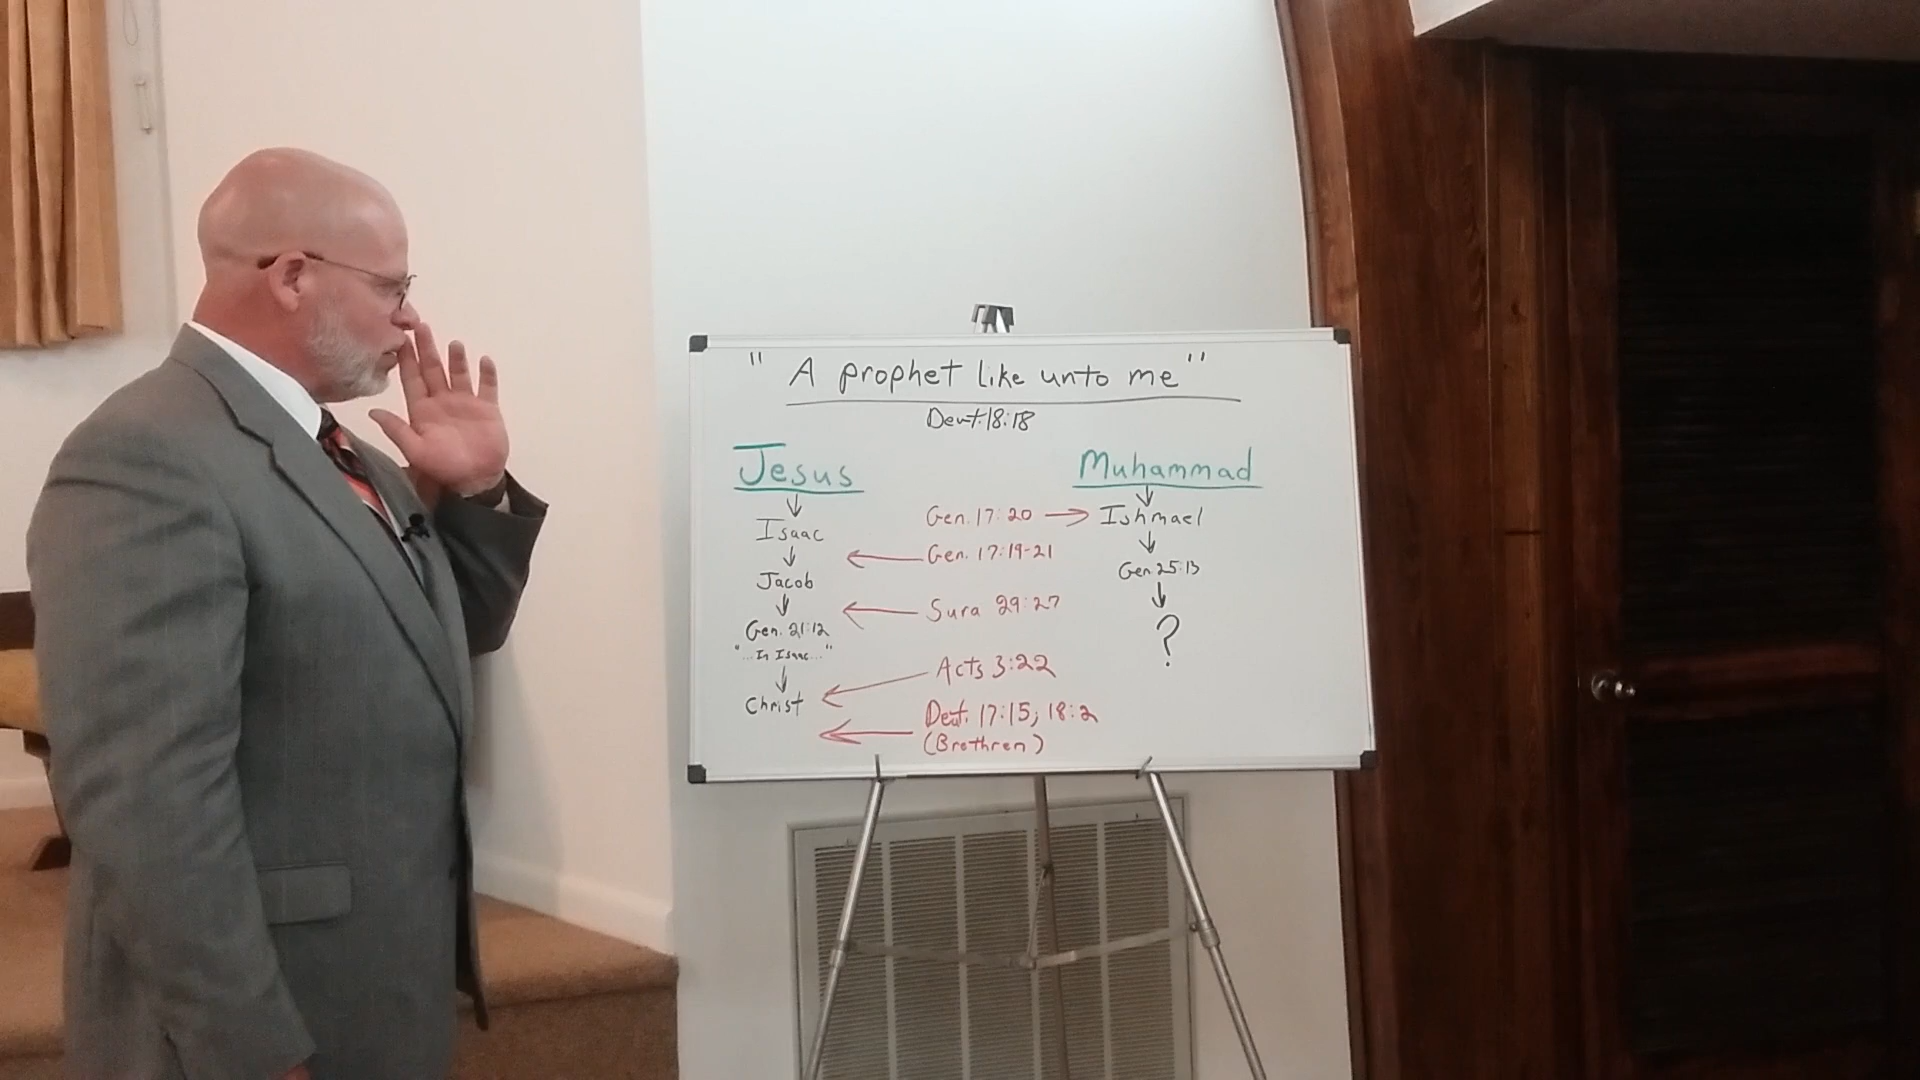 " A prophet like unto me "
Deut. 18:18
Jesus
Isaac
Jacob
Gen. 21:12
"...In Isaac..."
Christ
Gen. 17:20
Gen. 17:19-21
Sura 29:27
Acts 3:22
Deut. 17:15; 18:2
(Brethren)
Muhammad
Ishmael
Gen. 25:13
?